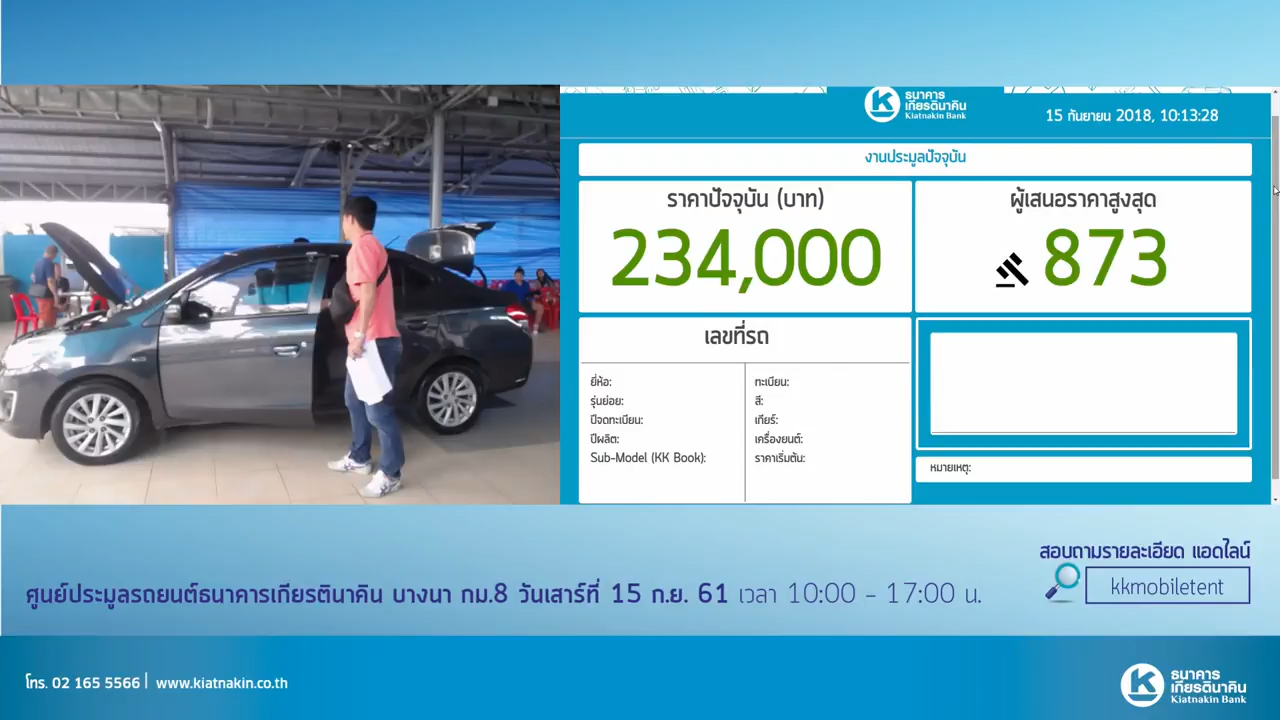 ธนาคาร
เกียรตินาคิน
Kiatnakin Bank
15 กันยายน 2018, 10:13:28
งานประมูลปัจจุบัน
ราคาปัจจุบัน (บาท)
234,000
ผู้เสนอราคาสูงสุด
873
เลขที่รถ
ยี่ห้อ:
รุ่นย่อย:
ปีจดทะเบียน:
ปีผลิต:
Sub-Model (KK Book):
ทะเบียน:
สี:
เกียร์:
เครื่องยนต์:
ราคาเริ่มต้น:
หมายเหตุ:
ศูนย์ประมูลรถยนต์ธนาคารเกียรตินาคิน บางนา กม.8 วันเสาร์ที่ 15 ก.ย. 61 เวลา 10:00 - 17:00 น.
สอบถามรายละเอียด แอดไลน์
kkmobiletent
โทร. 02 165 5566 | www.kiatnakin.co.th
ธนาคาร
เกียรตินาคิน
Kiatnakin Bank